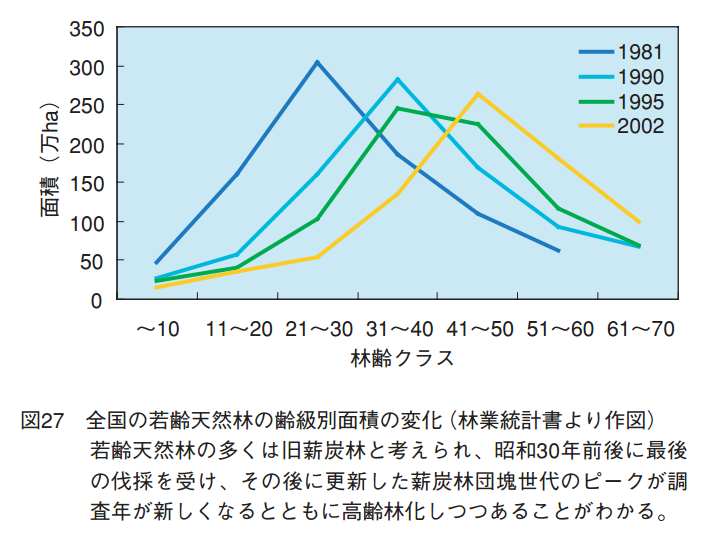 350
300
250
200
150
100
50
0
面積（万ha）
1981
1990
1995
2002
～10 11～20 21～30 31～40 41～50 51～60 61～70
林齢クラス
図27 全国の若齢天然林の齢級別面積の変化（林業統計書より作図）
若齢天然林の多くは旧薪炭林と考えられ、昭和30年前後に最後
の伐採を受け、その後に更新した薪炭林団塊世代のピークが調
査年が新しくなるとともに高齢林化しつつあることがわかる。